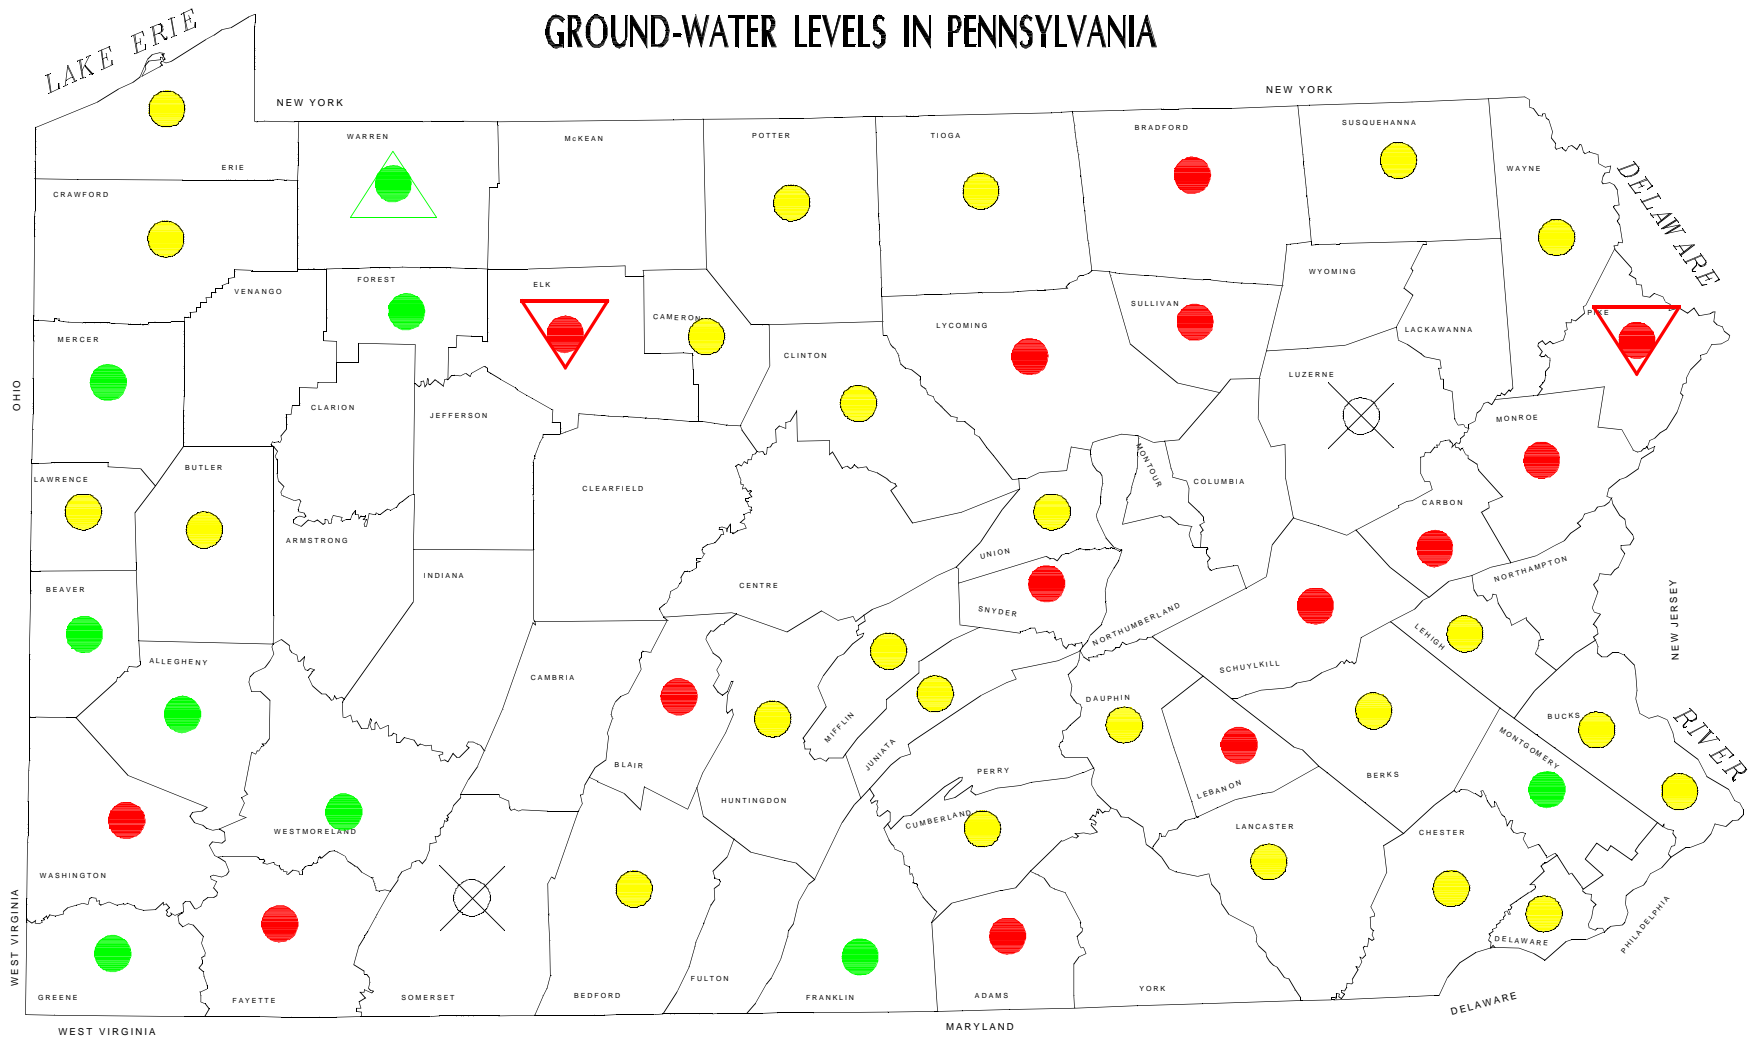 GROUND-WATER LEVELS IN PENNSYLVANIA
LAKE ERIE
NEW YORK
NEW YORK
WARREN
McKEAN
POTTER
TIOGA
BRADFORD
SUSQUEHANNA
ERIE
WAYNE
CRAWFORD
DELAWARE
VENANGO
FOREST
ELK
WYOMING
SULLIVAN
CAMERON
PIKE
LYCOMING
LACKAWANNA
MERCER
CLINTON
LUZERNE
OHIO
CLARION
JEFFERSON
MONROE
BUTLER
MONTOUR
LAWRENCE
CLEARFIELD
COLUMBIA
CARBON
ARMSTRONG
UNION
INDIANA
CENTRE
NORTHAMPTON
BEAVER
SNYDER
NORTHUMBERLAND
NEW JERSEY
LEHIGH
ALLEGHENY
CAMBRIA
SCHUYLKILL
DAUPHIN
MIFFLIN
BUCKS
RIVER
JUNIATA
MONTGOMERY
BLAIR
PERRY
BERKS
LEBANON
HUNTINGDON
CUMBERLAND
WESTMORELAND
LANCASTER
CHESTER
WASHINGTON
WEST VIRGINIA
PHILADELPHIA
DELAWARE
FULTON
GREENE
FAYETTE
SOMERSET
BEDFORD
FRANKLIN
ADAMS
YORK
DELAWARE
WEST VIRGINIA
MARYLAND